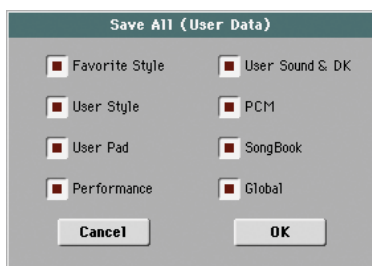 Save All (User Data)
Favorite Style
User Sound & DK
User Style
PCM
User Pad
SongBook
Performance
Global
Cancel
OK